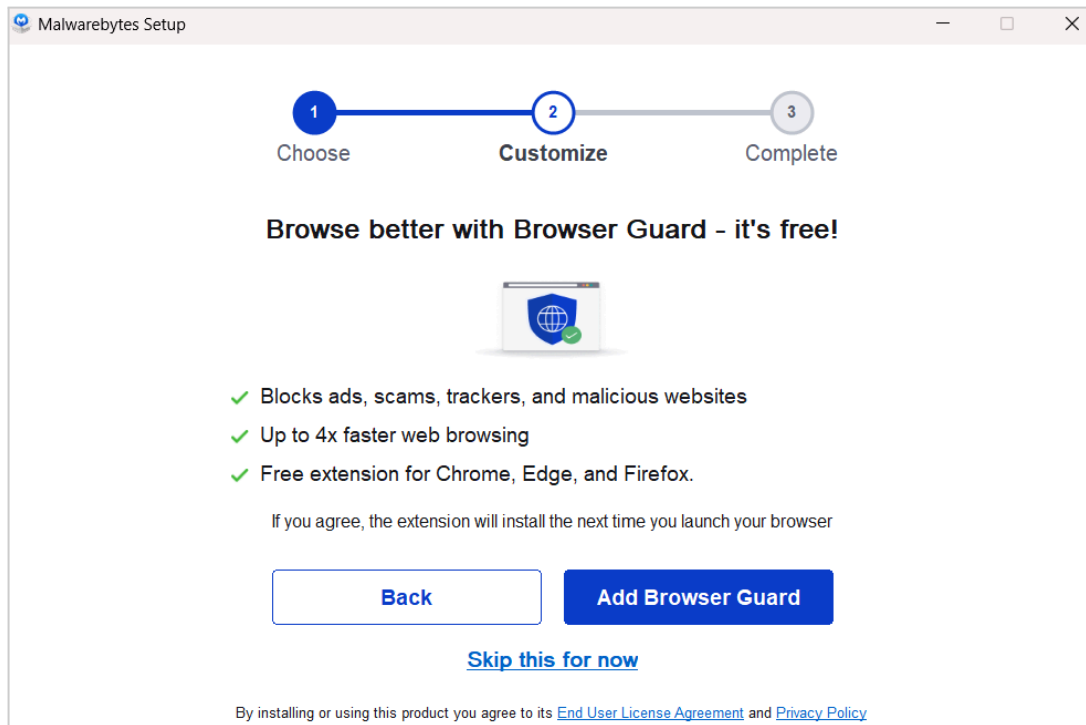 Malwarebytes Setup
1
2
3
Choose
Customize
Complete
Browse better with Browser Guard - it's free!
Blocks ads, scams, trackers, and malicious websites
Up to 4x faster web browsing
Free extension for Chrome, Edge, and Firefox.
If you agree, the extension will install the next time you launch your browser
Back
Add Browser Guard
Skip this for now
By installing or using this product you agree to its End User License Agreement and Privacy Policy